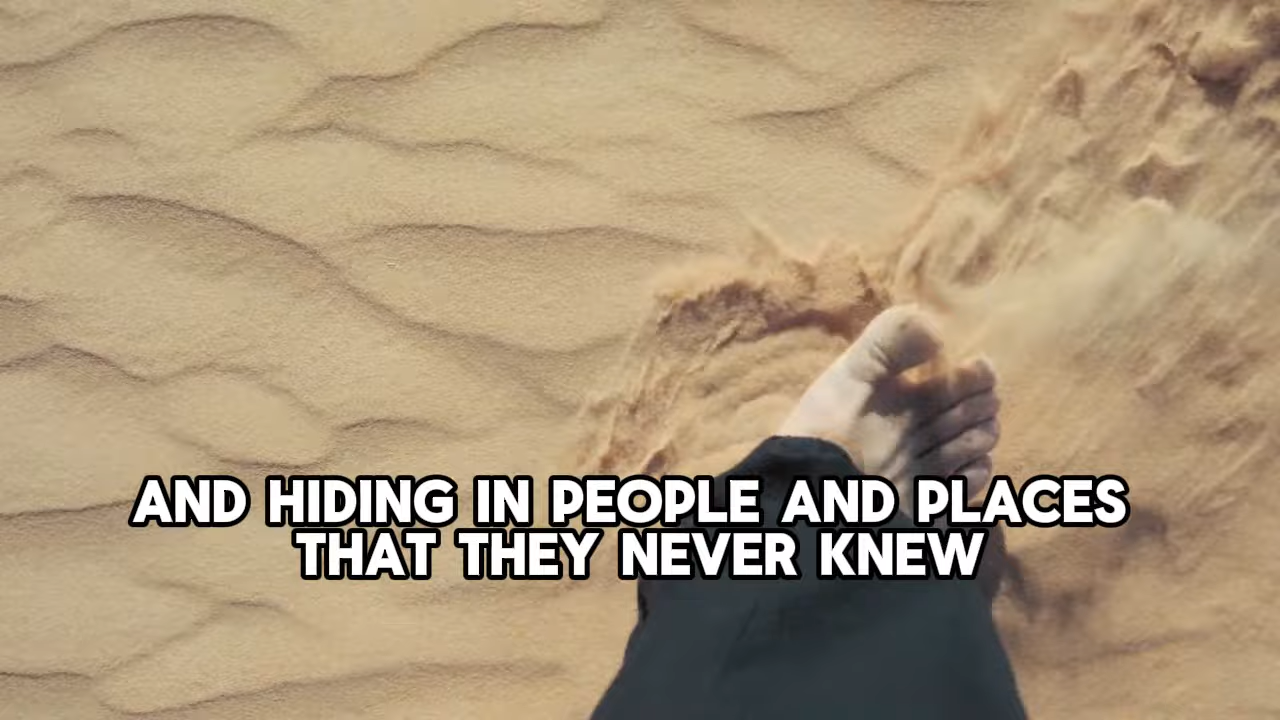 AND HIDING IN PEOPLE AND PLACES
THAT THEY NEVER KNEW